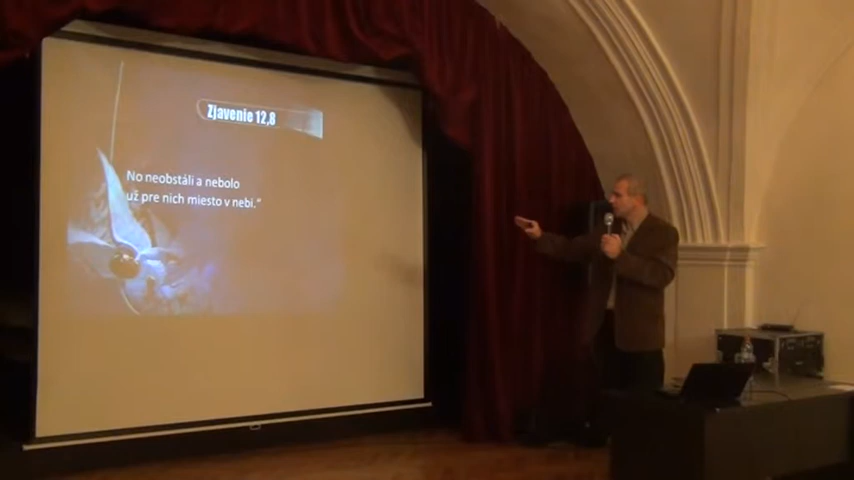 Zjavenie 12,8
No neobstáli a nebolo
už pre nich miesto v nebi.“